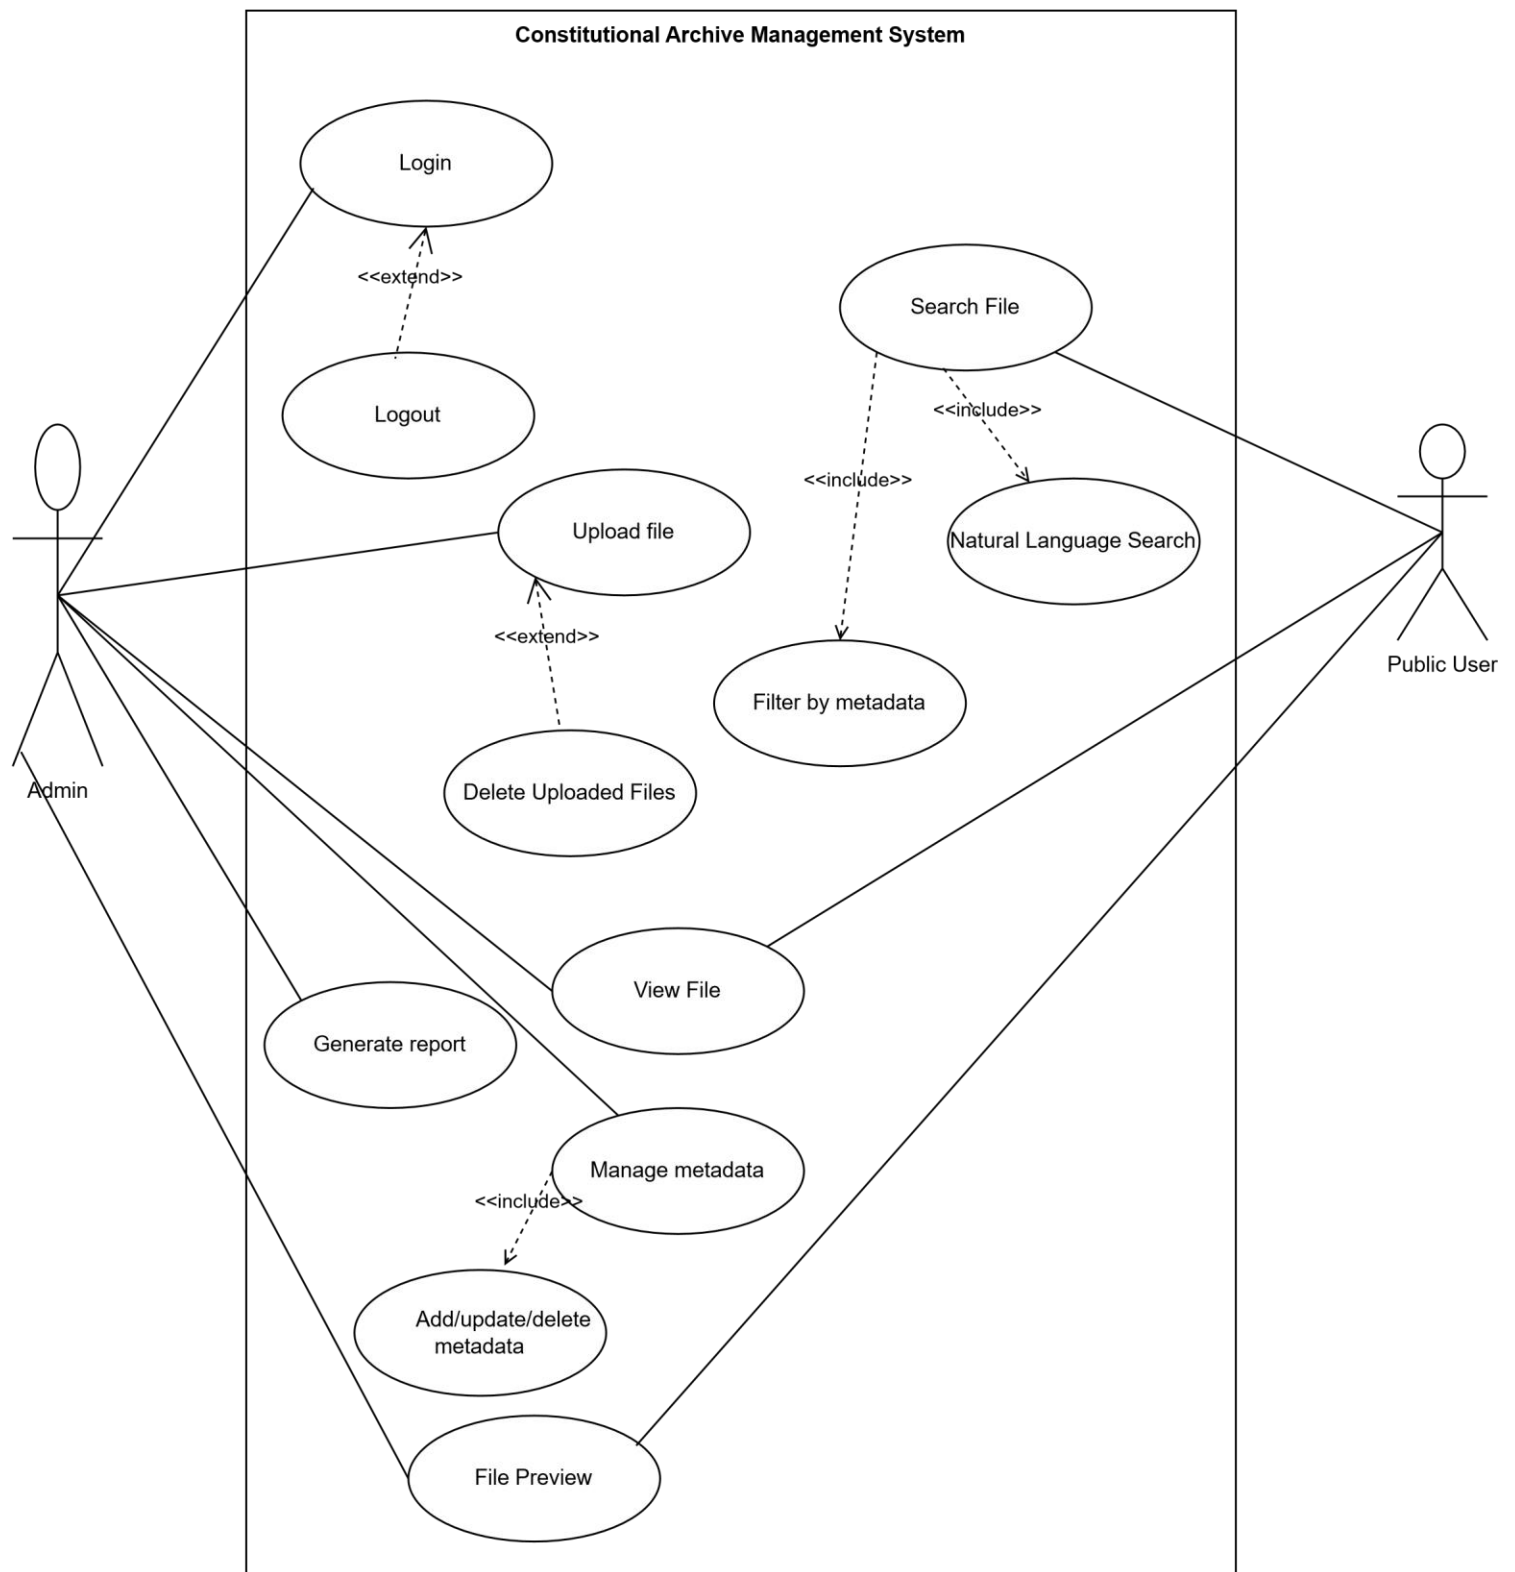 Constitutional Archive Management System
Login
<<extend>>
Search File
Logout
<<include>>
<<include>>
Upload file
Natural Language Search
<<extend>>
Public User
Filter by metadata
Admin
Delete Uploaded Files
View File
Generate report
Manage metadata
<<include>>
Add/update/delete
metadata
File Preview